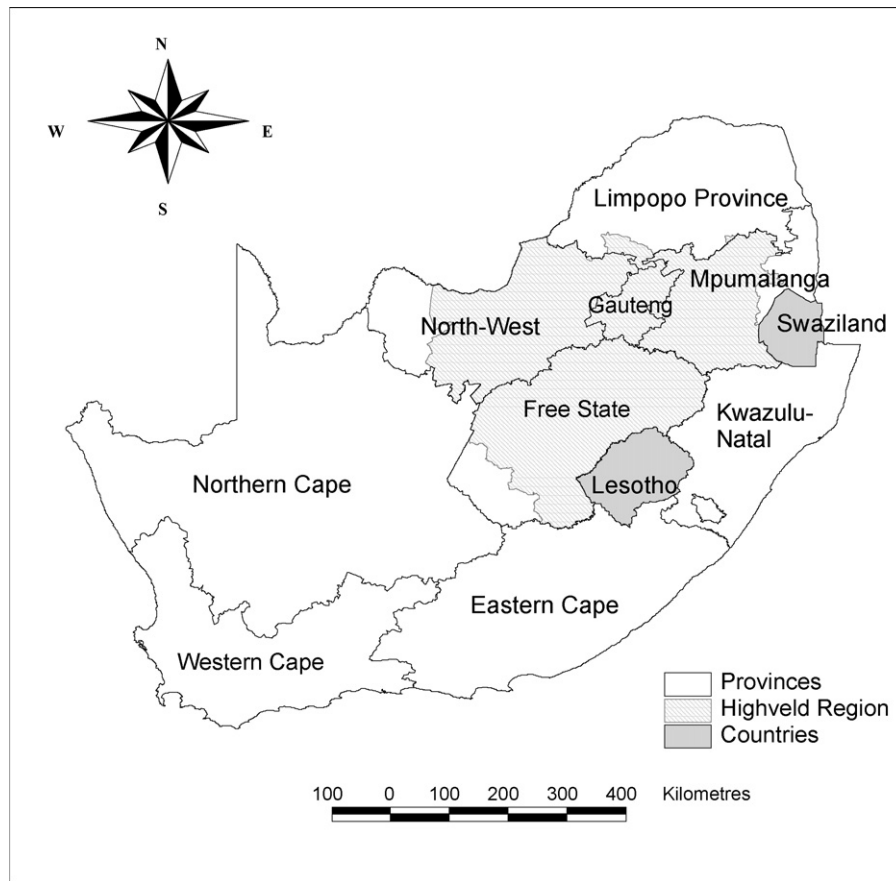 N
W
E
S
Limpopo Province
Mpumalanga
Gauteng
North-West
Swaziland
Free State
Kwazulu-
Natal
Northern Cape
Lesotho
Eastern Cape
Western Cape
Provinces
Highveld Region
Countries
100 0 100 200 300 400 Kilometres